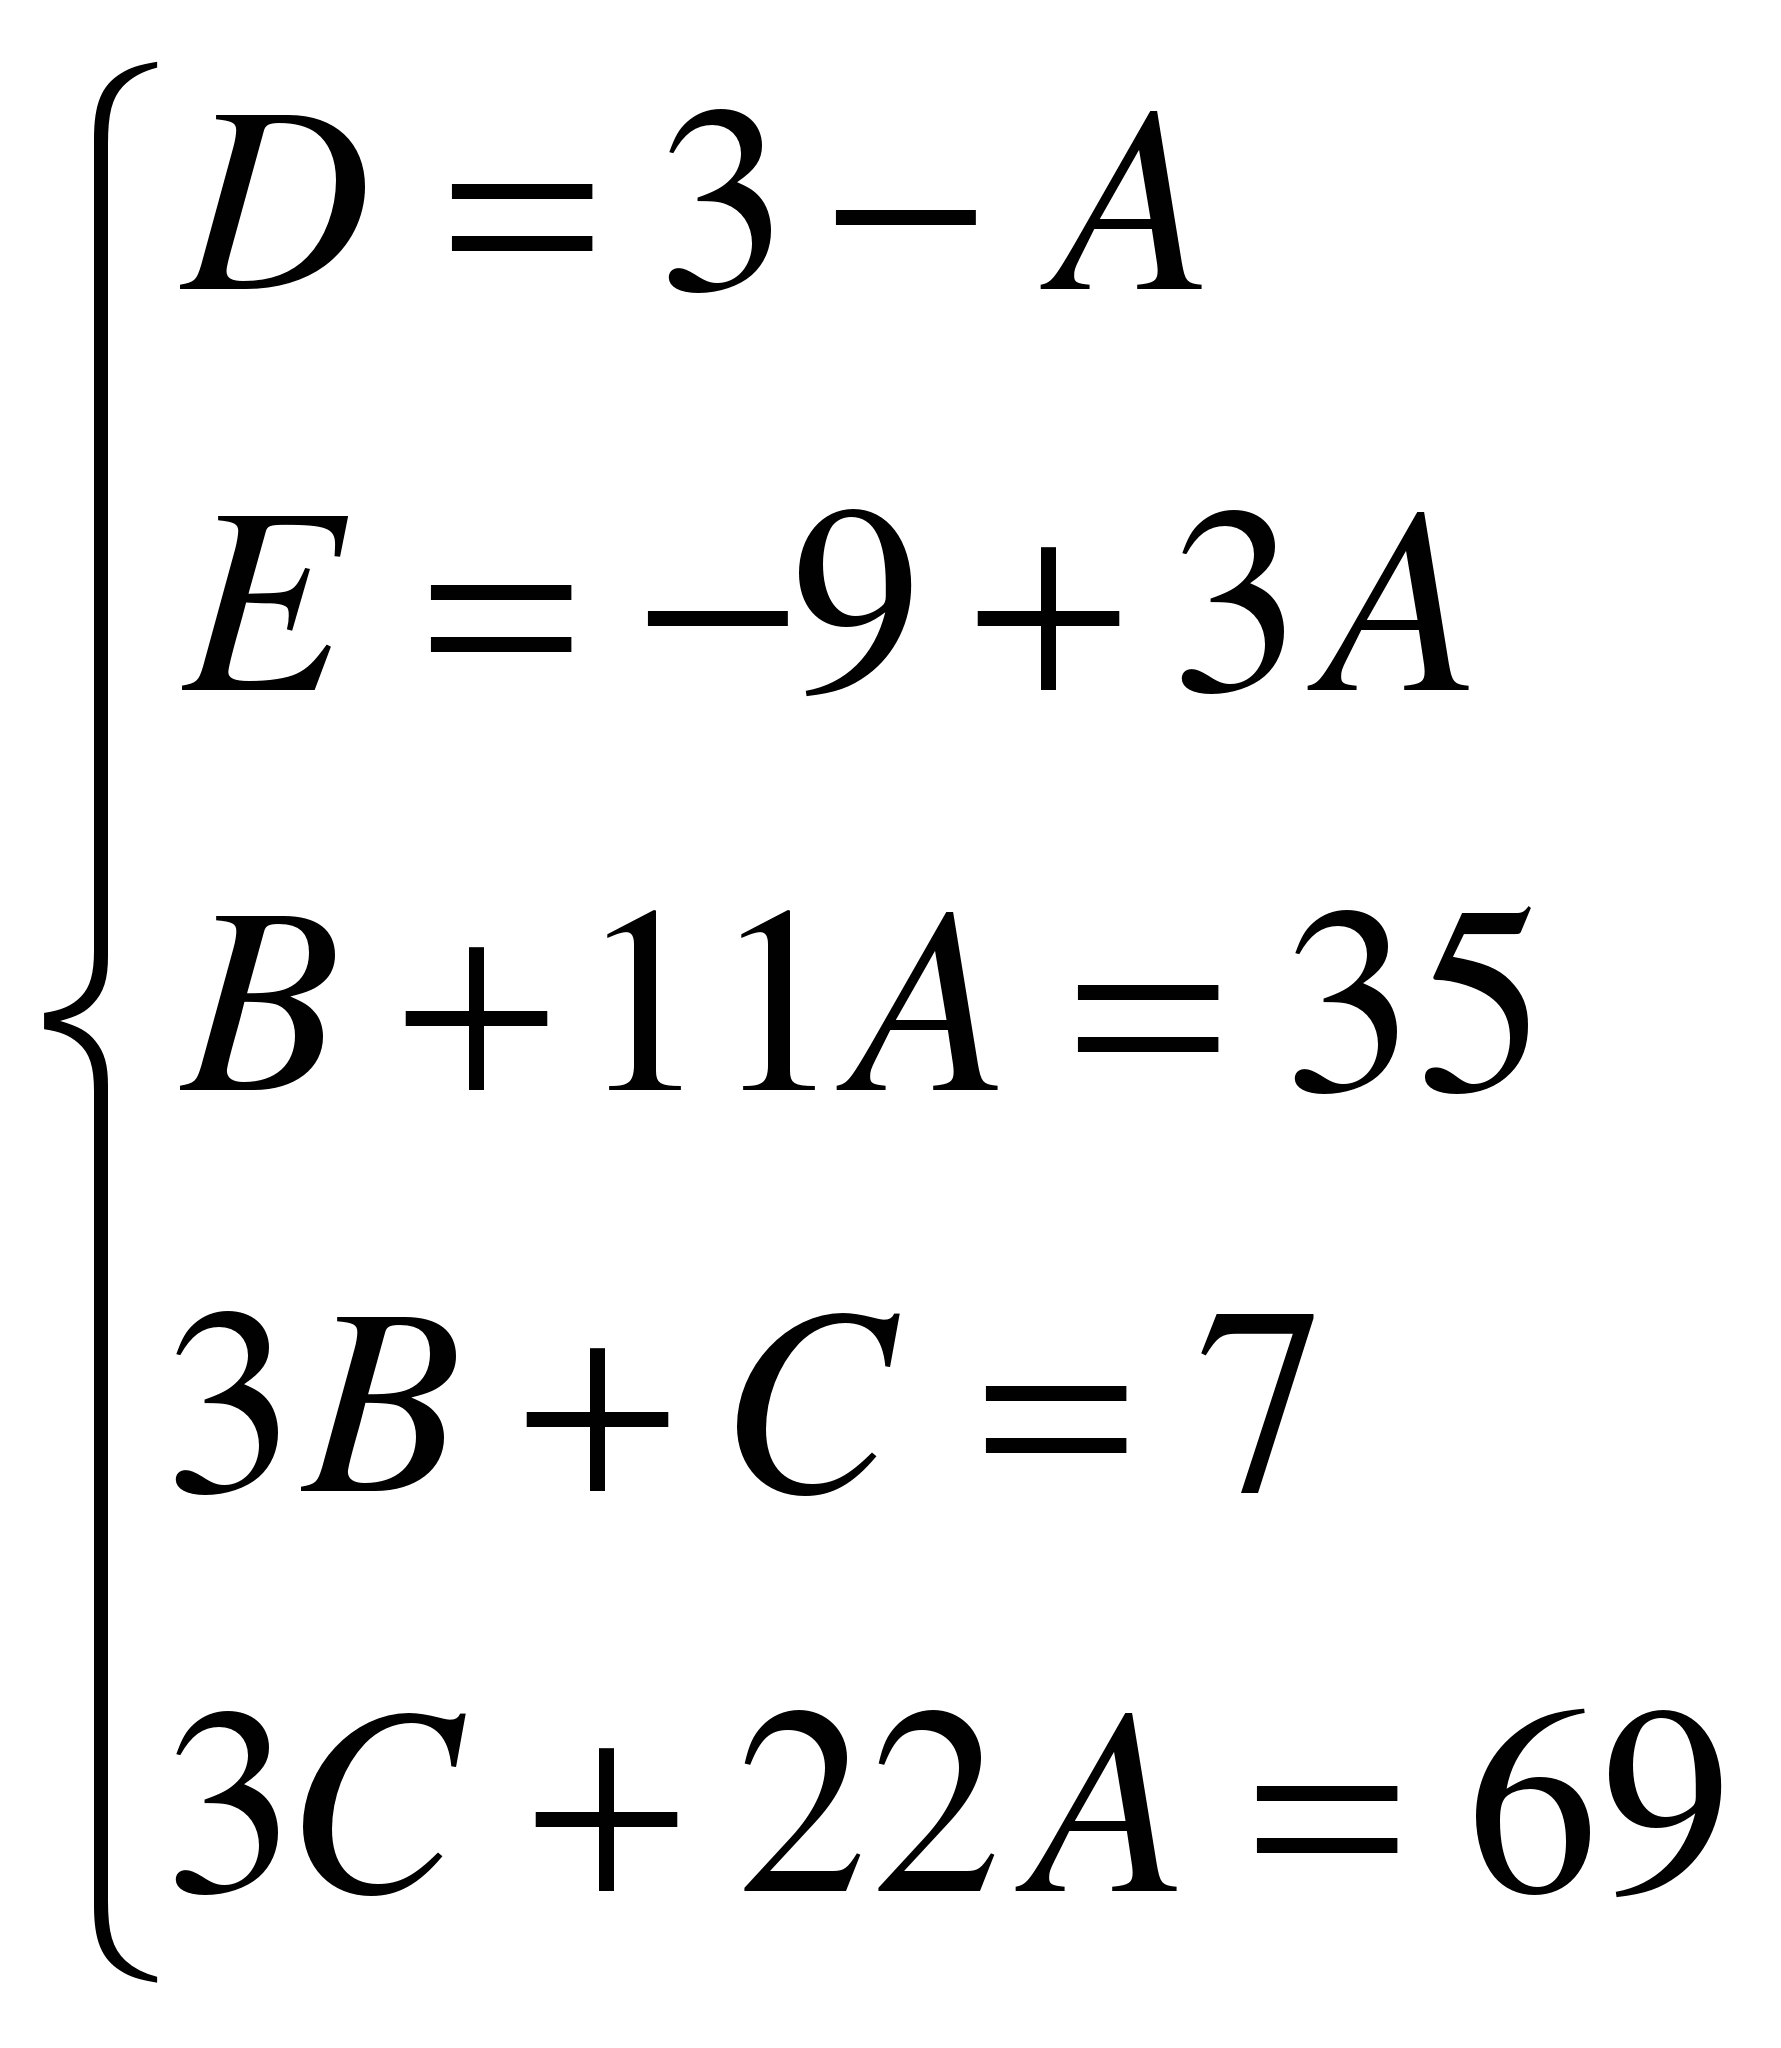 D = 3 − A
E = −9 + 3A
B + 11A = 35
3B + C = 7
3C + 22A = 69